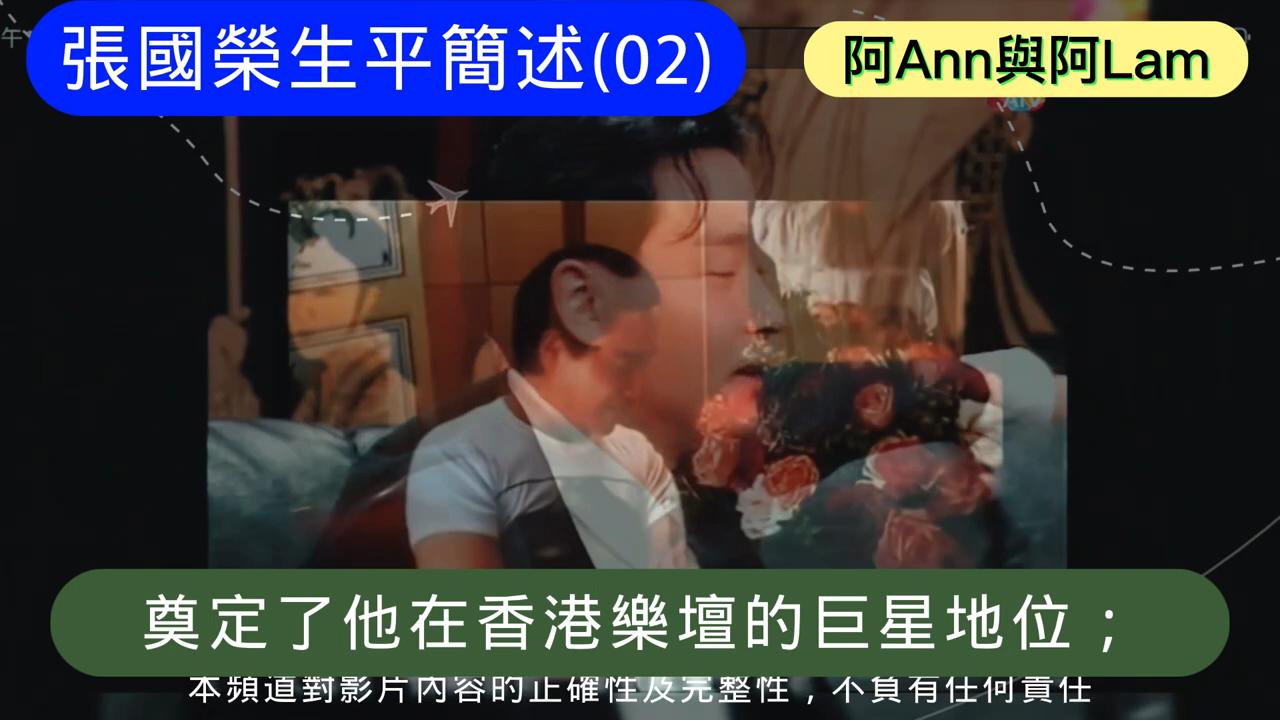 午
張國榮生平簡述(02)
阿Ann與阿Lam
奠定了他在香港樂壇的巨星地位；
本頻道對影片內容的正確性及完整性，不負有任何責任